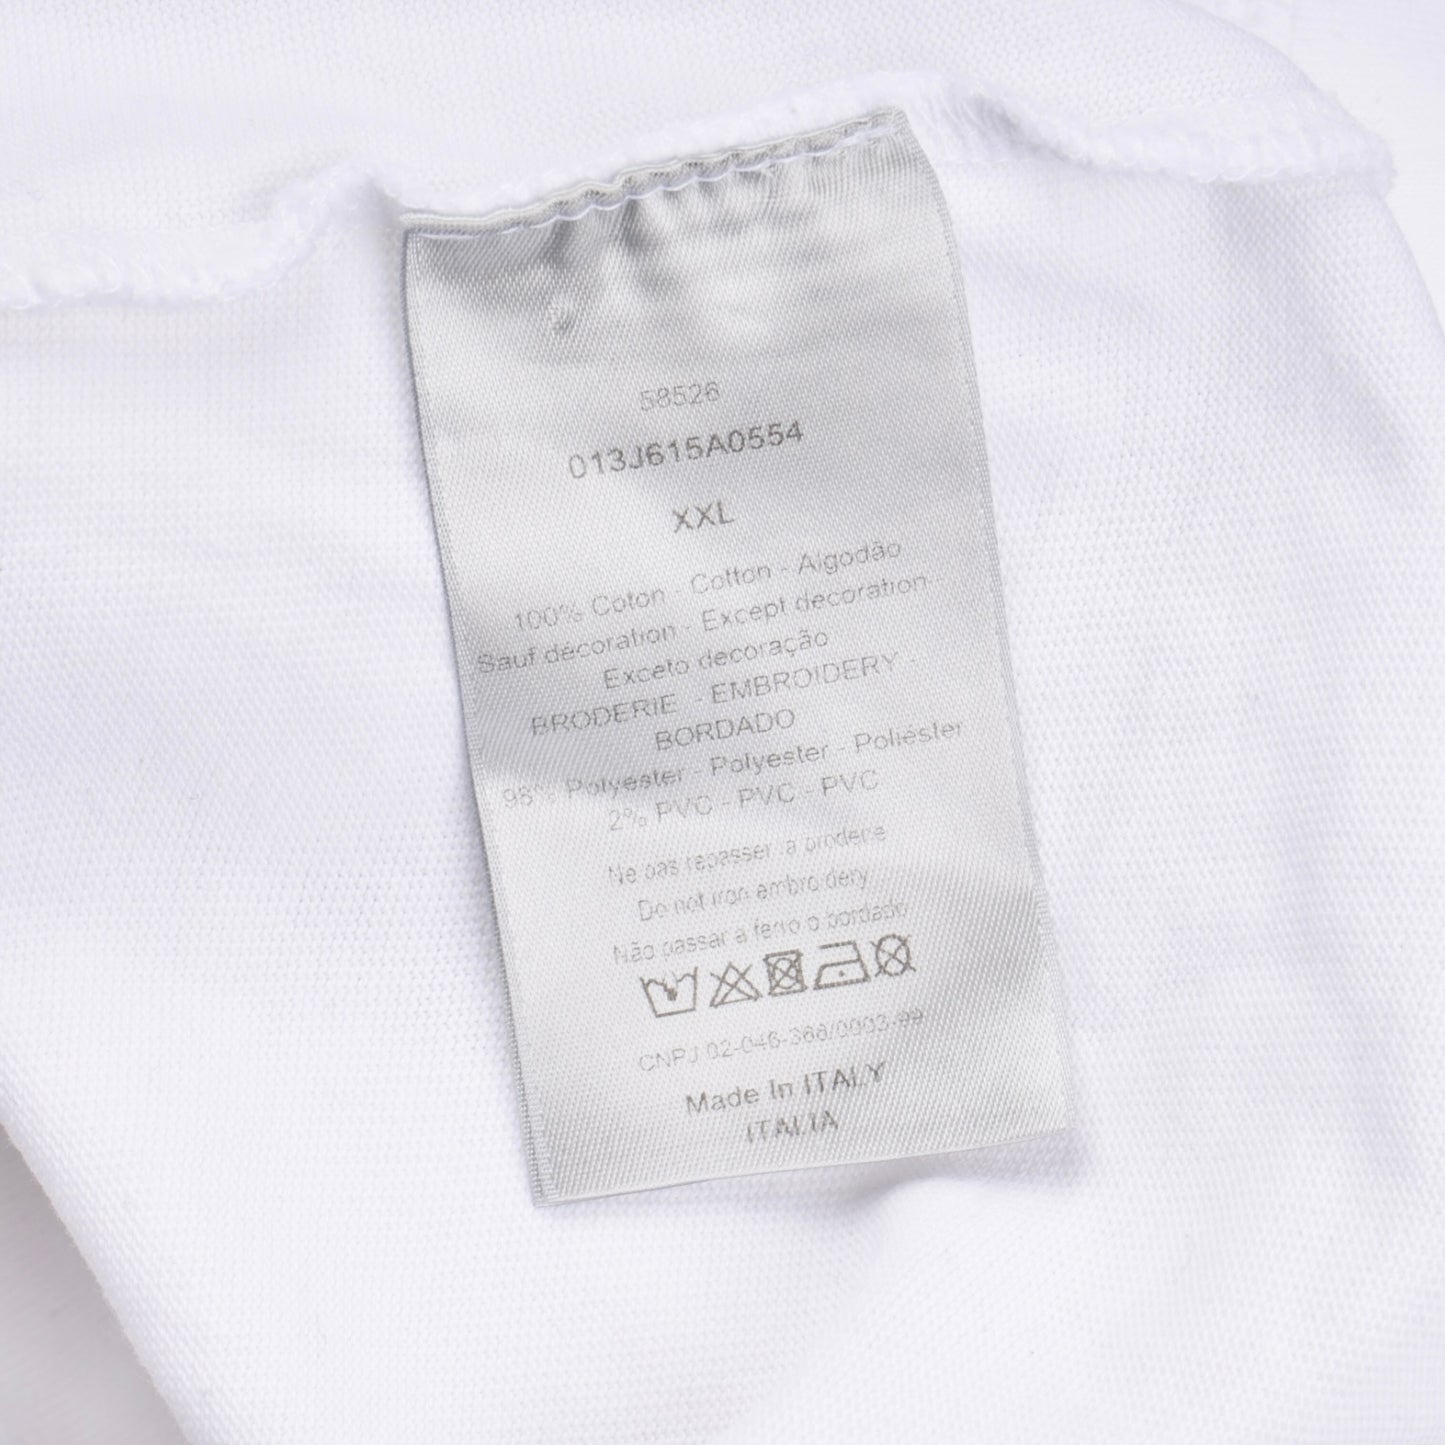 58526
013J615A0554
XXL
100% Coton - Cotton - Algodão
Sauf décoration - Except decoration -
Exceto decoração
BRODERIE - EMBROIDERY -
BORDADO
98% Polyester - Polyester - Poliéster
2% PVC - PVC - PVC
Ne pas repasser la broderie
Do not iron embroidery
Não passar a ferro o bordado
CNPJ 02-046-366/0003-99
Made In ITALY
ITALIA